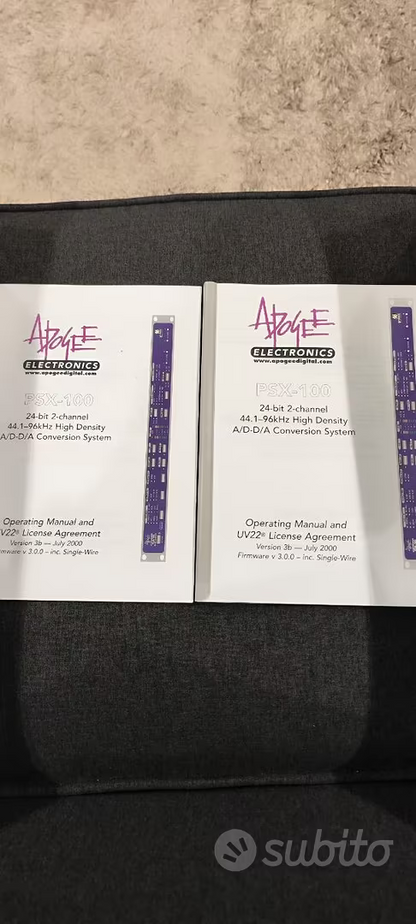 APOGEE
ELECTRONICS
www.apogeedigital.com
PSX-100
24-bit 2-channel
44.1–96kHz High Density
A/D-D/A Conversion System
Operating Manual and
UV22® License Agreement
Version 3b — July 2000
Firmware v 3.0.0 – inc. Single-Wire
APOGEE
ELECTRONICS
www.apogeedigital.com
PSX-100
24-bit 2-channel
44.1–96kHz High Density
A/D-D/A Conversion System
Operating Manual and
UV22® License Agreement
Version 3b — July 2000
Firmware v 3.0.0 – inc. Single-Wire
subito